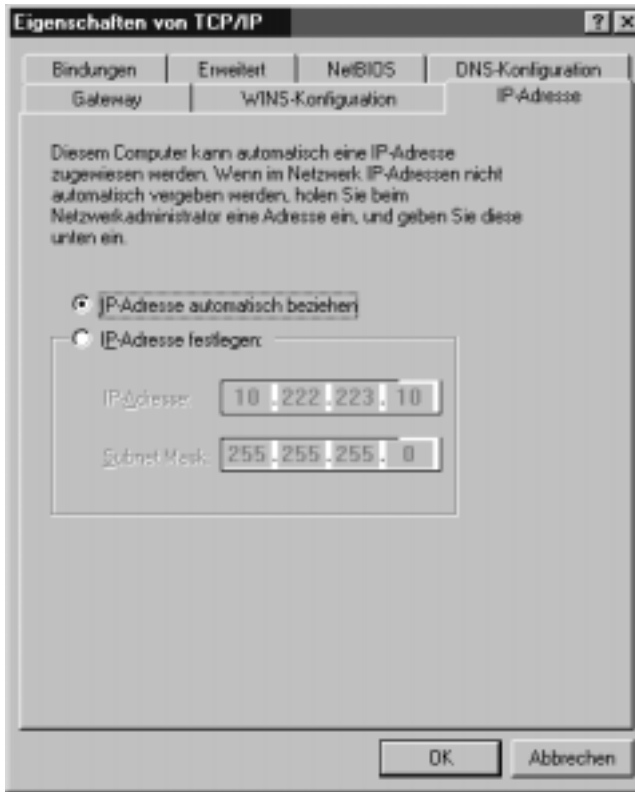 Eigenschaften von TCP/IP
Bindungen Erweitert NetBIOS DNS-Konfiguration
Gateway WINS-Konfiguration IP-Adresse
Diesem Computer kann automatisch eine IP-Adresse
zugewiesen werden. Wenn im Netzwerk IP-Adressen nicht
automatisch vergeben werden, holen Sie beim
Netzwerkadministrator eine Adresse ein, und geben Sie diese
unten ein.
IP-Adresse automatisch beziehen
IP-Adresse festlegen:
IP-Adresse: 10.222.223.10
Subnet Mask: 255.255.255.0
OK Abbrechen